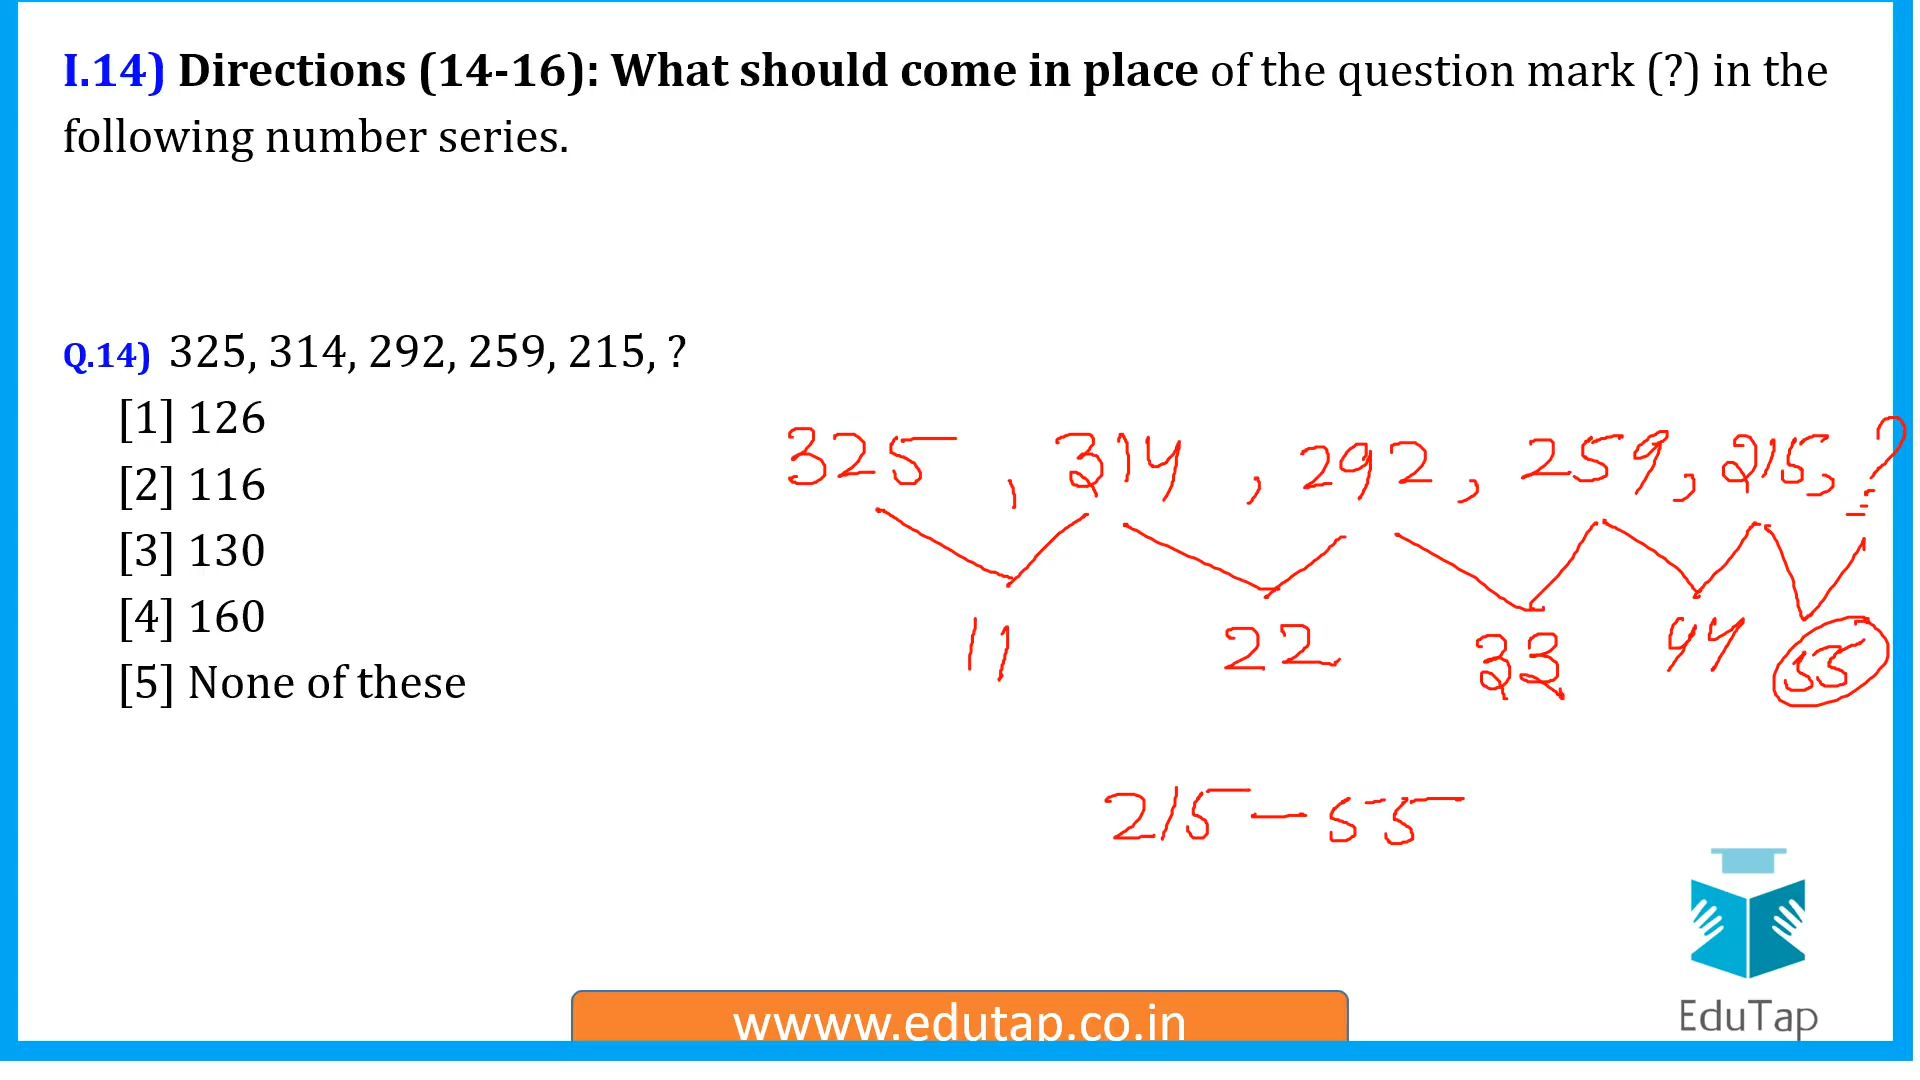 I.14) Directions (14-16): What should come in place of the question mark (?) in the
following number series.
Q.14) 325, 314, 292, 259, 215, ?
[1] 126
[2] 116
[3] 130
[4] 160
[5] None of these
325 , 314 , 292 , 259 , 215, ?
11 22 33 44 55
215 - 55
EduTap
wwww.edutap.co.in